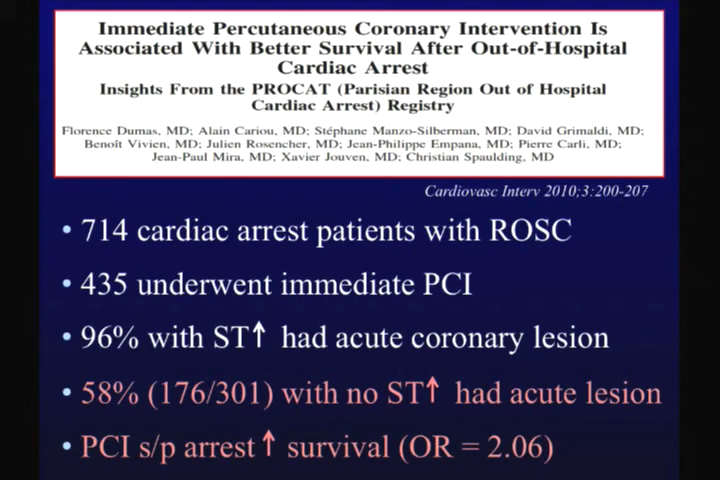 Immediate Percutaneous Coronary Intervention Is
Associated With Better Survival After Out-of-Hospital
Cardiac Arrest
Insights From the PROCAT (Parisian Region Out of Hospital
Cardiac Arrest) Registry
Florence Dumas, MD; Alain Cariou, MD; Stéphane Manzo-Silberman, MD; David Grimaldi, MD;
Benoît Vivien, MD; Julien Rosencher, MD; Jean-Philippe Empana, MD; Pierre Carli, MD;
Jean-Paul Mira, MD; Xavier Jouven, MD; Christian Spaulding, MD
Cardiovasc Interv 2010;3:200-207
• 714 cardiac arrest patients with ROSC
• 435 underwent immediate PCI
• 96% with ST↑ had acute coronary lesion
• 58% (176/301) with no ST↑ had acute lesion
• PCI s/p arrest ↑ survival (OR = 2.06)